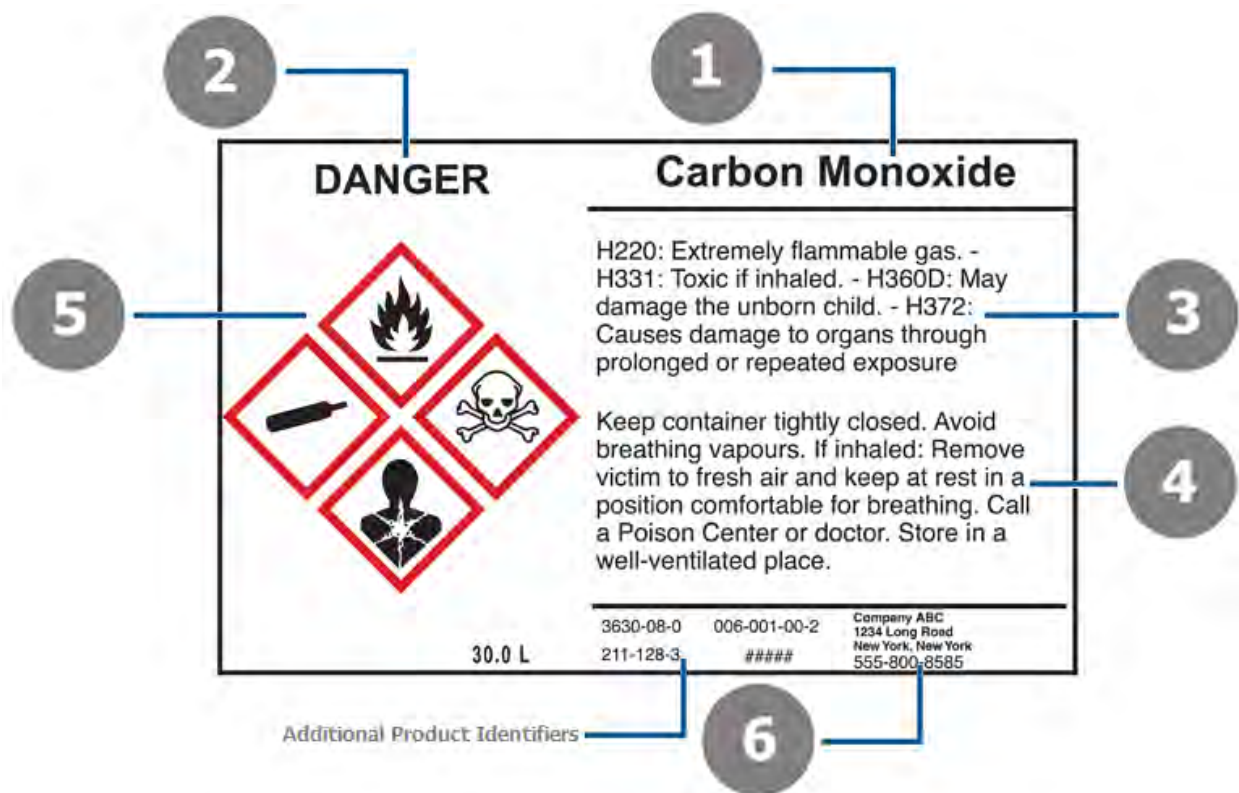 2
1
DANGER
Carbon Monoxide
H220: Extremely flammable gas. -
H331: Toxic if inhaled. - H360D: May
damage the unborn child. - H372:
Causes damage to organs through
prolonged or repeated exposure
5
3
Keep container tightly closed. Avoid
breathing vapours. If inhaled: Remove
victim to fresh air and keep at rest in a
position comfortable for breathing. Call
a Poison Center or doctor. Store in a
well-ventilated place.
4
30.0 L
3630-08-0 006-001-00-2
211-128-3 #####
Company ABC
1234 Long Road
New York, New York
555-800-8585
Additional Product Identifiers
6